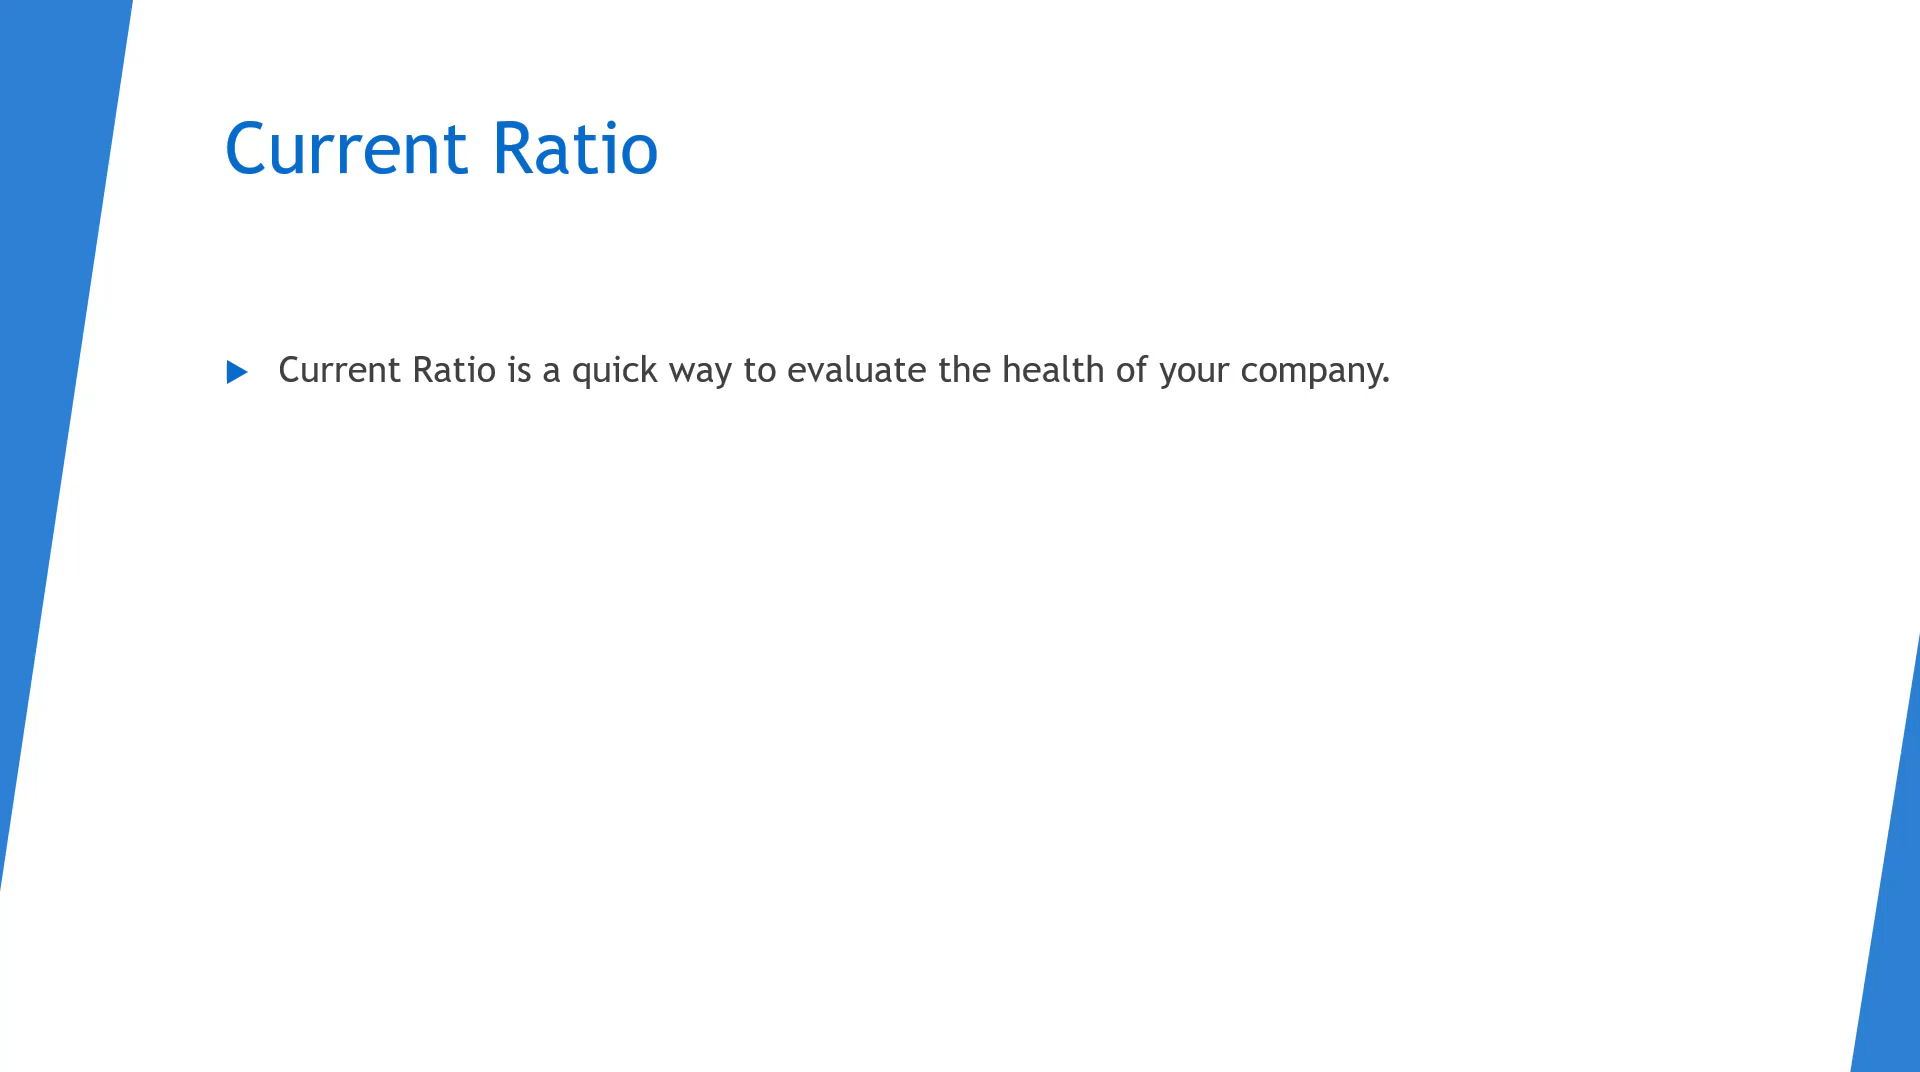 Current Ratio
Current Ratio is a quick way to evaluate the health of your company.